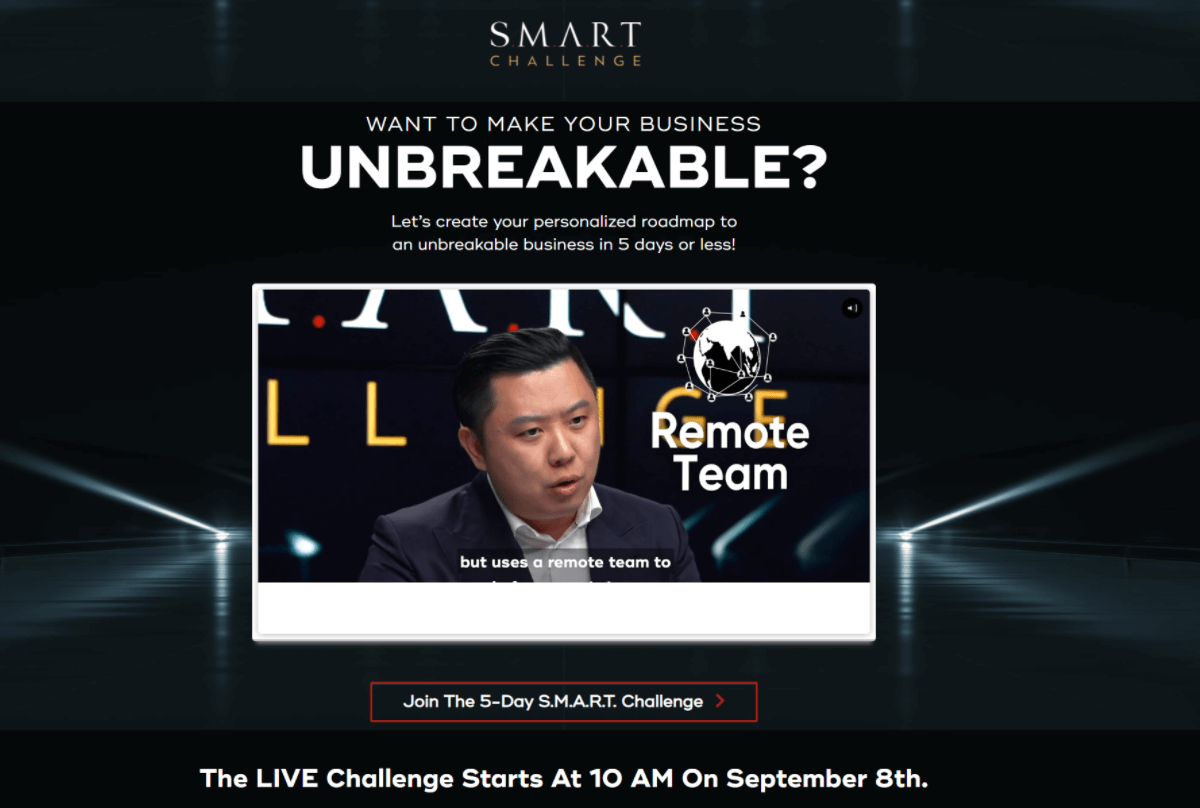 S.M.A.R.T
CHALLENGE
WANT TO MAKE YOUR BUSINESS
UNBREAKABLE?
Let's create your personalized roadmap to
an unbreakable business in 5 days or less!
Remote
Team
but uses a remote team to
Join The 5-Day S.M.A.R.T. Challenge
The LIVE Challenge Starts At 10 AM On September 8th.